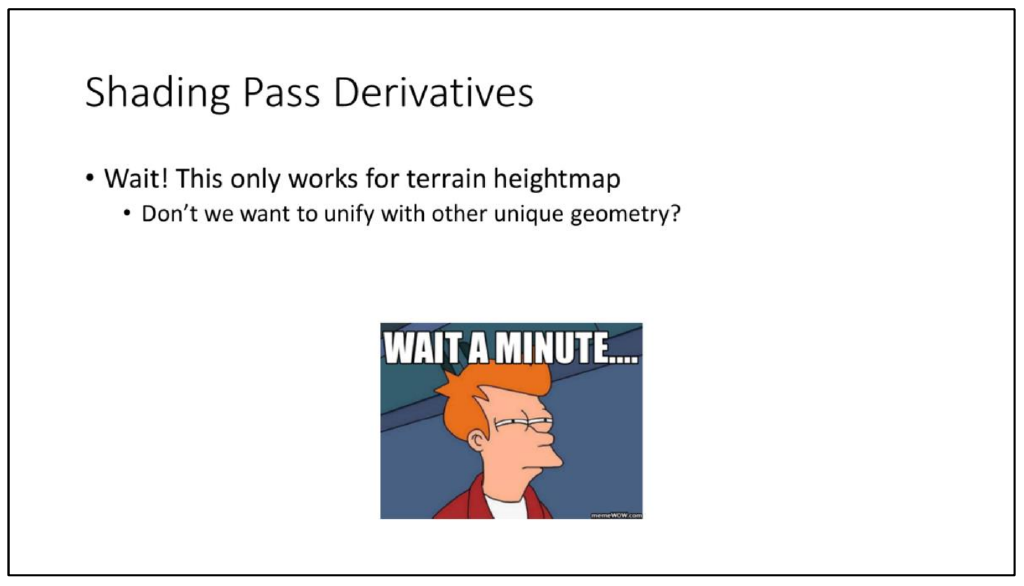 Shading Pass Derivatives
• Wait! This only works for terrain heightmap
• Don’t we want to unify with other unique geometry?
WAIT A MINUTE....
memeWOW.com